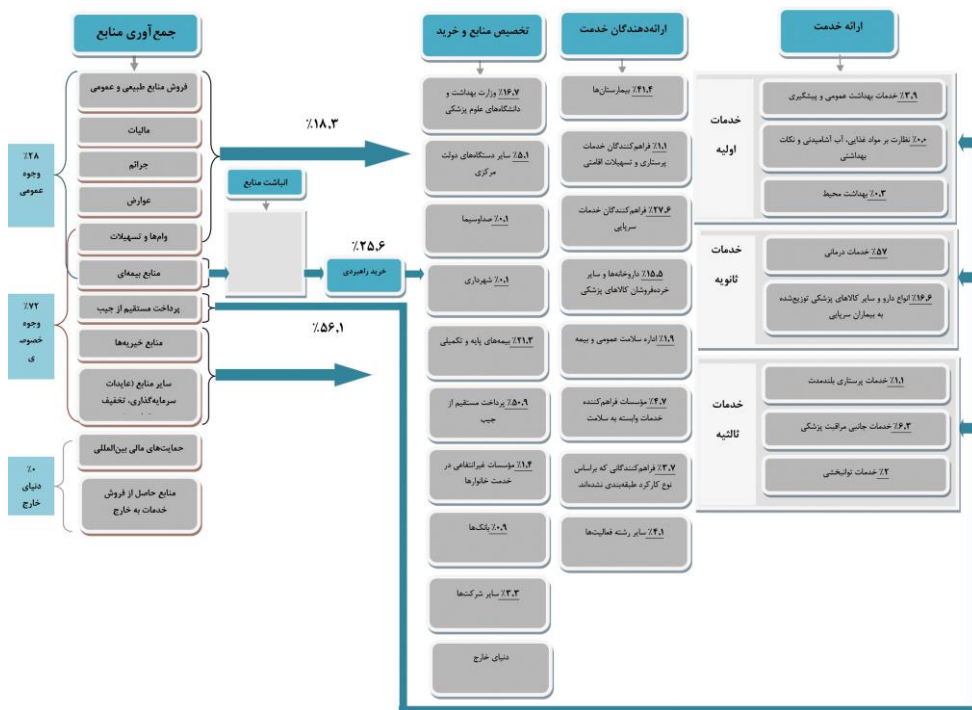 جمع‌آوری منابع
تخصیص منابع و خرید
ارائه‌دهندگان خدمت
ارائه خدمت
٪۲۸
وجوه
عمومی
٪۷۲
وجوه
خصوص
ی
٪۰
دنیای
خارج
فروش منابع طبیعی و عمومی
مالیات
جرائم
عوارض
وام‌ها و تسهیلات
منابع بیمه‌ای
پرداخت مستقیم از جیب
منابع خیریه‌ها
سایر منابع (عایدات
سرمایه‌گذاری، تخفیف
حمایت‌های مالی بین‌المللی
منابع حاصل از فروش
خدمات به خارج
٪۱۸٫۳
انباشت منابع
٪۲۵٫۶
خرید راهبردی
٪۵۶٫۱
٪۱۶٫۷ وزارت بهداشت و
دانشگاه‌های علوم پزشکی
٪۵٫۱ سایر دستگاه‌های دولت
مرکزی
٪۰٫۱ صداوسیما
٪۰٫۱ شهرداری
٪۲۱٫۳ بیمه‌های پایه و تکمیلی
٪۵۰٫۹ پرداخت مستقیم از
جیب
٪۱٫۴ مؤسسات غیرانتفاعی در
خدمت خانوارها
٪۰٫۹ بانک‌ها
٪۳٫۳ سایر شرکت‌ها
دنیای خارج
٪۴۱٫۴ بیمارستان‌ها
٪۱٫۱ فراهم‌کنندگان خدمات
پرستاری و تسهیلات اقامتی
٪۲۷٫۶ فراهم‌کنندگان خدمات
سرپایی
٪۱۵٫۵ داروخانه‌ها و سایر
خرده‌فروشان کالاهای پزشکی
٪۱٫۹ اداره سلامت عمومی و بیمه
٪۴٫۷ مؤسسات فراهم‌کننده
خدمات وابسته به سلامت
٪۳٫۷ فراهم‌کنندگانی که براساس
نوع کارکرد طبقه‌بندی نشده‌اند.
٪۴٫۱ سایر رشته فعالیت‌ها
خدمات
اولیه
٪۳٫۹ خدمات بهداشت عمومی و پیشگیری
٪۰٫۰ نظارت بر مواد غذایی، آب آشامیدنی و نکات
بهداشتی
٪۰٫۳ بهداشت محیط
خدمات
ثانویه
٪۵۷ خدمات درمانی
٪۱۶٫۶ انواع دارو و سایر کالاهای پزشکی توزیع‌شده
به بیماران سرپایی
خدمات
ثالثیه
٪۱٫۱ خدمات پرستاری بلندمدت
٪۶٫۳ خدمات جانبی مراقبت پزشکی
٪۲ خدمات توانبخشی